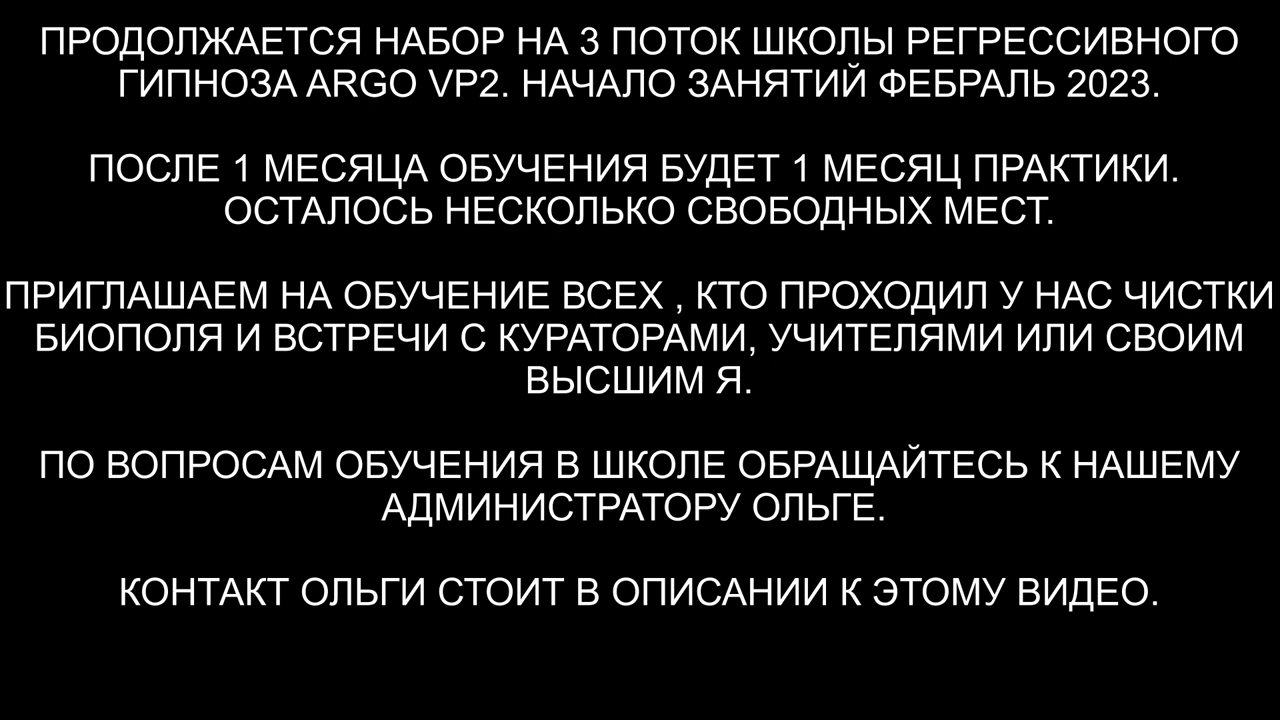 ПРОДОЛЖАЕТСЯ НАБОР НА 3 ПОТОК ШКОЛЫ РЕГРЕССИВНОГО
ГИПНОЗА ARGO VP2. НАЧАЛО ЗАНЯТИЙ ФЕБРАЛЬ 2023.
ПОСЛЕ 1 МЕСЯЦА ОБУЧЕНИЯ БУДЕТ 1 МЕСЯЦ ПРАКТИКИ.
ОСТАЛОСЬ НЕСКОЛЬКО СВОБОДНЫХ МЕСТ.
ПРИГЛАШАЕМ НА ОБУЧЕНИЕ ВСЕХ , КТО ПРОХОДИЛ У НАС ЧИСТКИ
БИОПОЛЯ И ВСТРЕЧИ С КУРАТОРАМИ, УЧИТЕЛЯМИ ИЛИ СВОИМ
ВЫСШИМ Я.
ПО ВОПРОСАМ ОБУЧЕНИЯ В ШКОЛЕ ОБРАЩАЙТЕСЬ К НАШЕМУ
АДМИНИСТРАТОРУ ОЛЬГЕ.
КОНТАКТ ОЛЬГИ СТОИТ В ОПИСАНИИ К ЭТОМУ ВИДЕО.